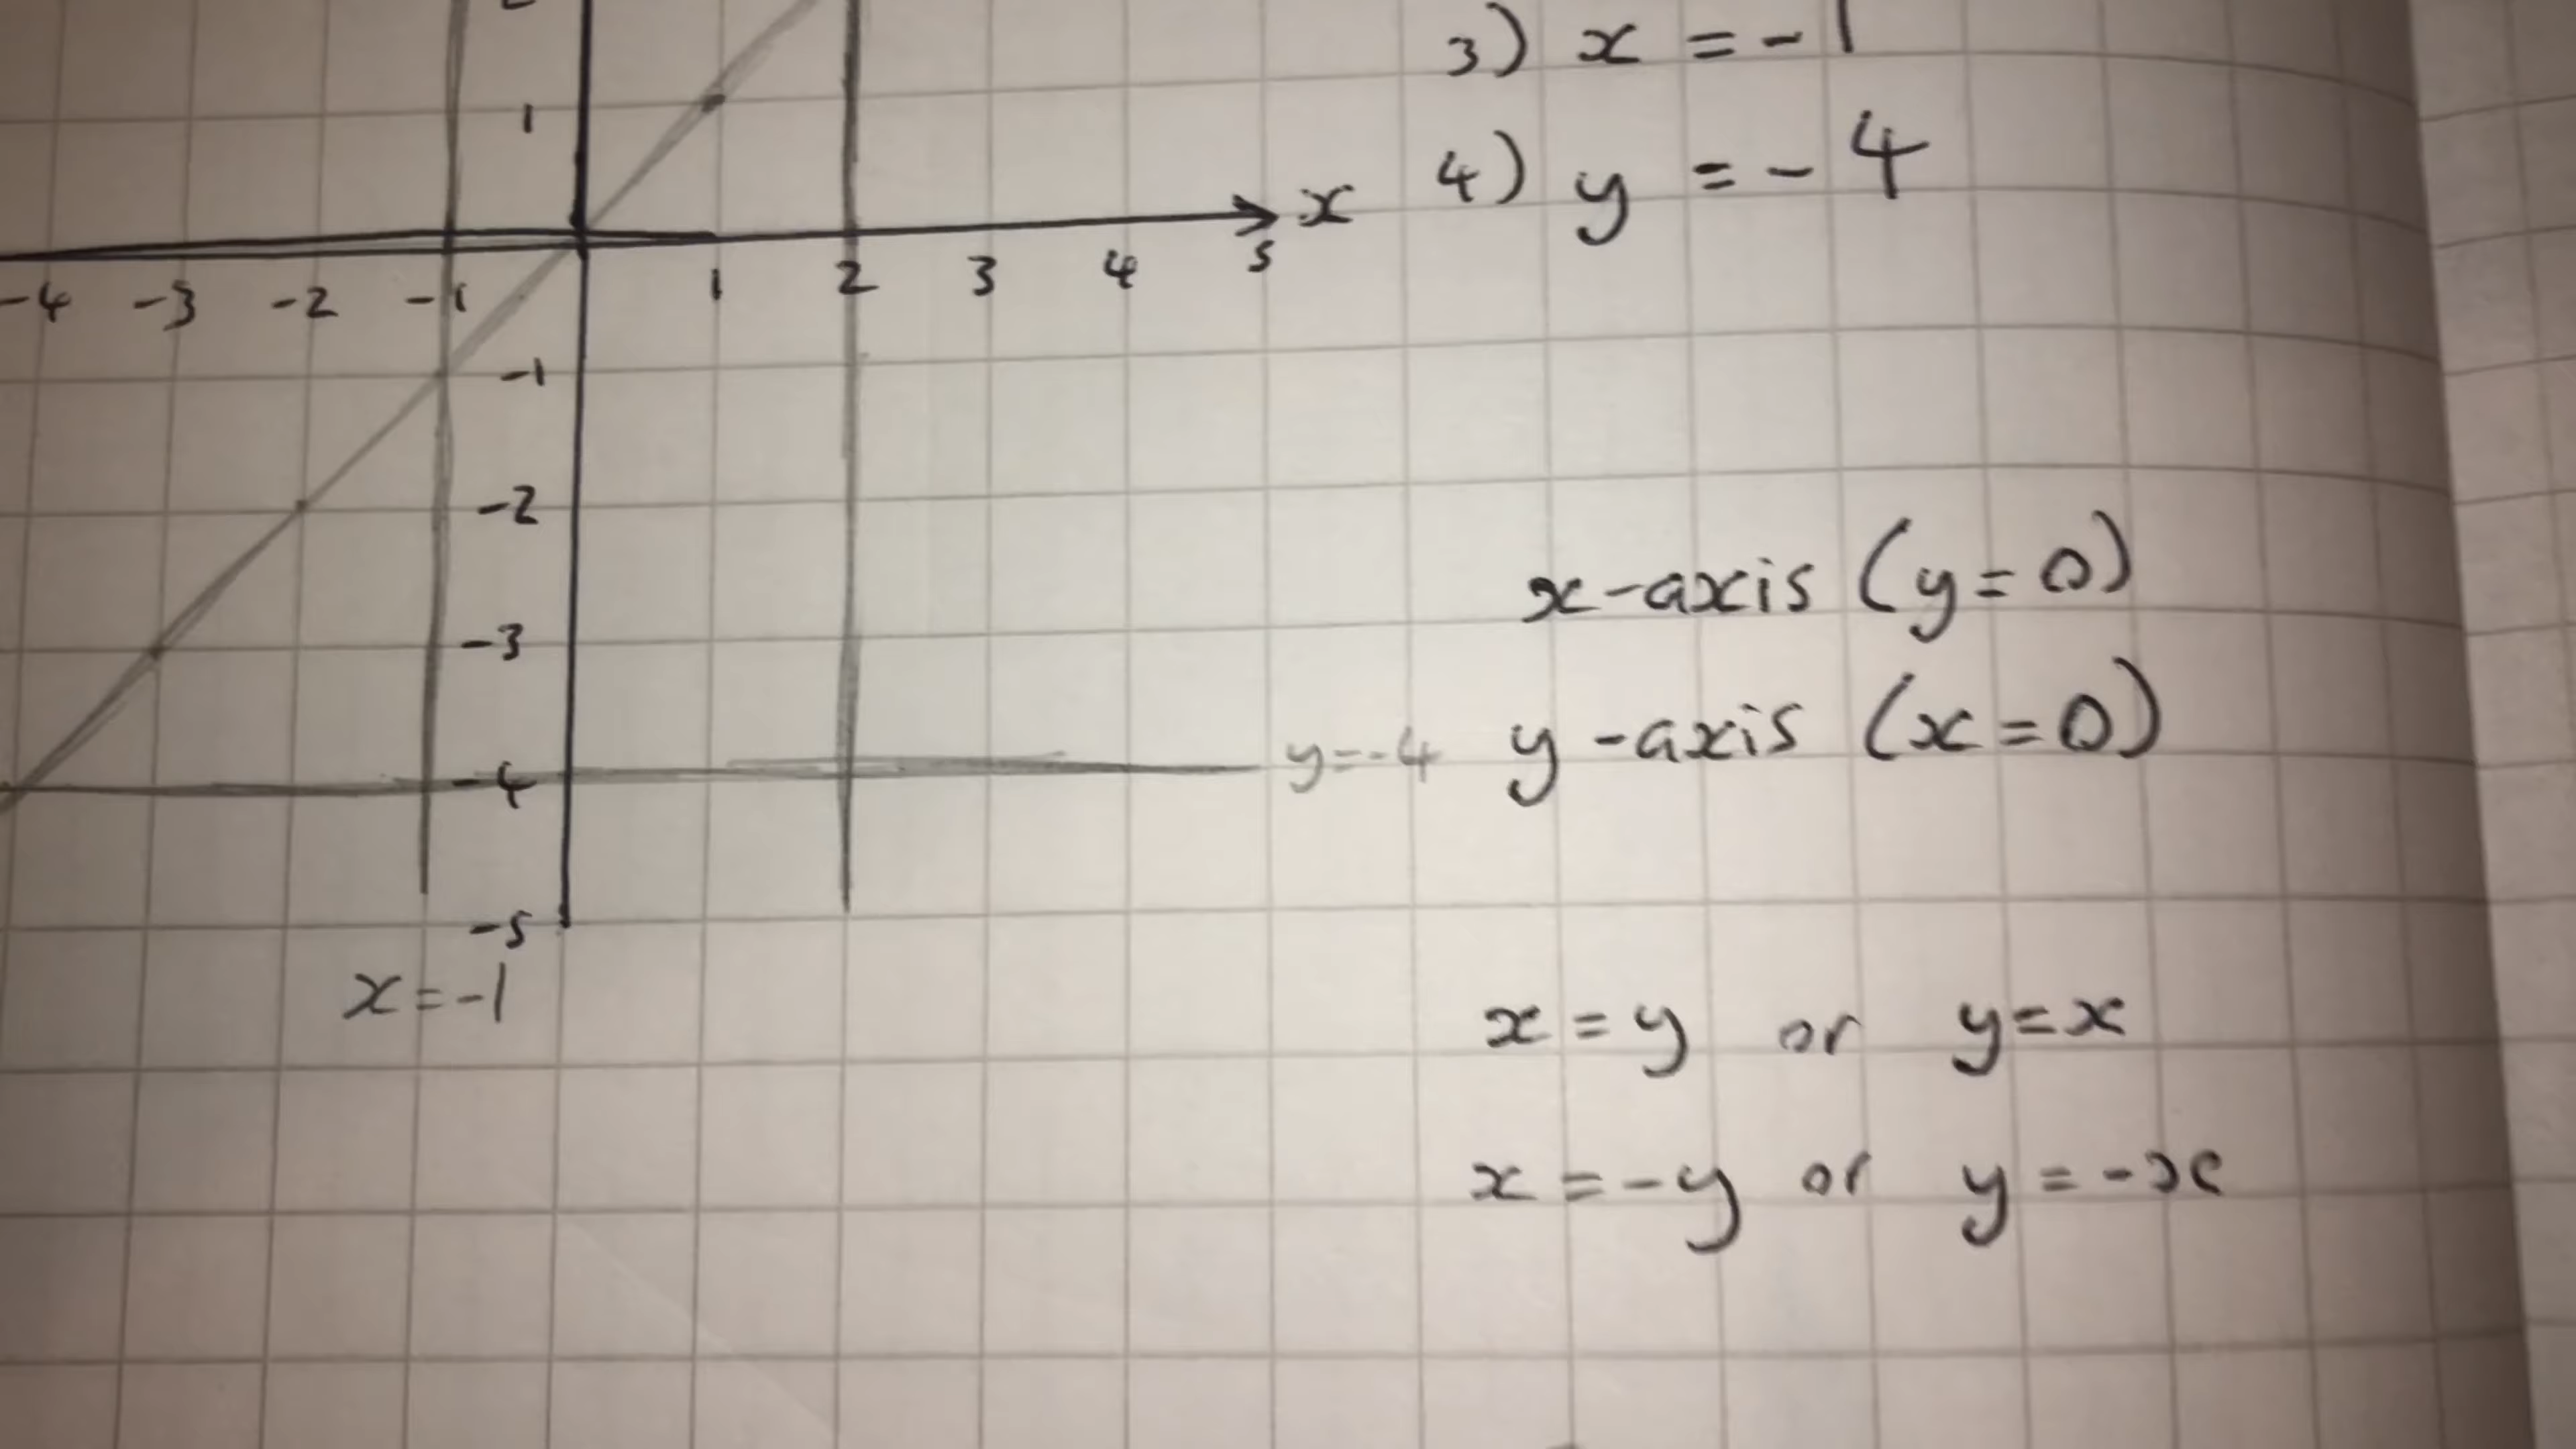 3) x = -1
4) y = -4
1
x
-4 -3 -2 -1 1 2 3 4 5
-1
-2
-3
-4
-5
y=-4
x=-1
x-axis (y=0)
y-axis (x=0)
x=y or y=x
x=-y or y=-x